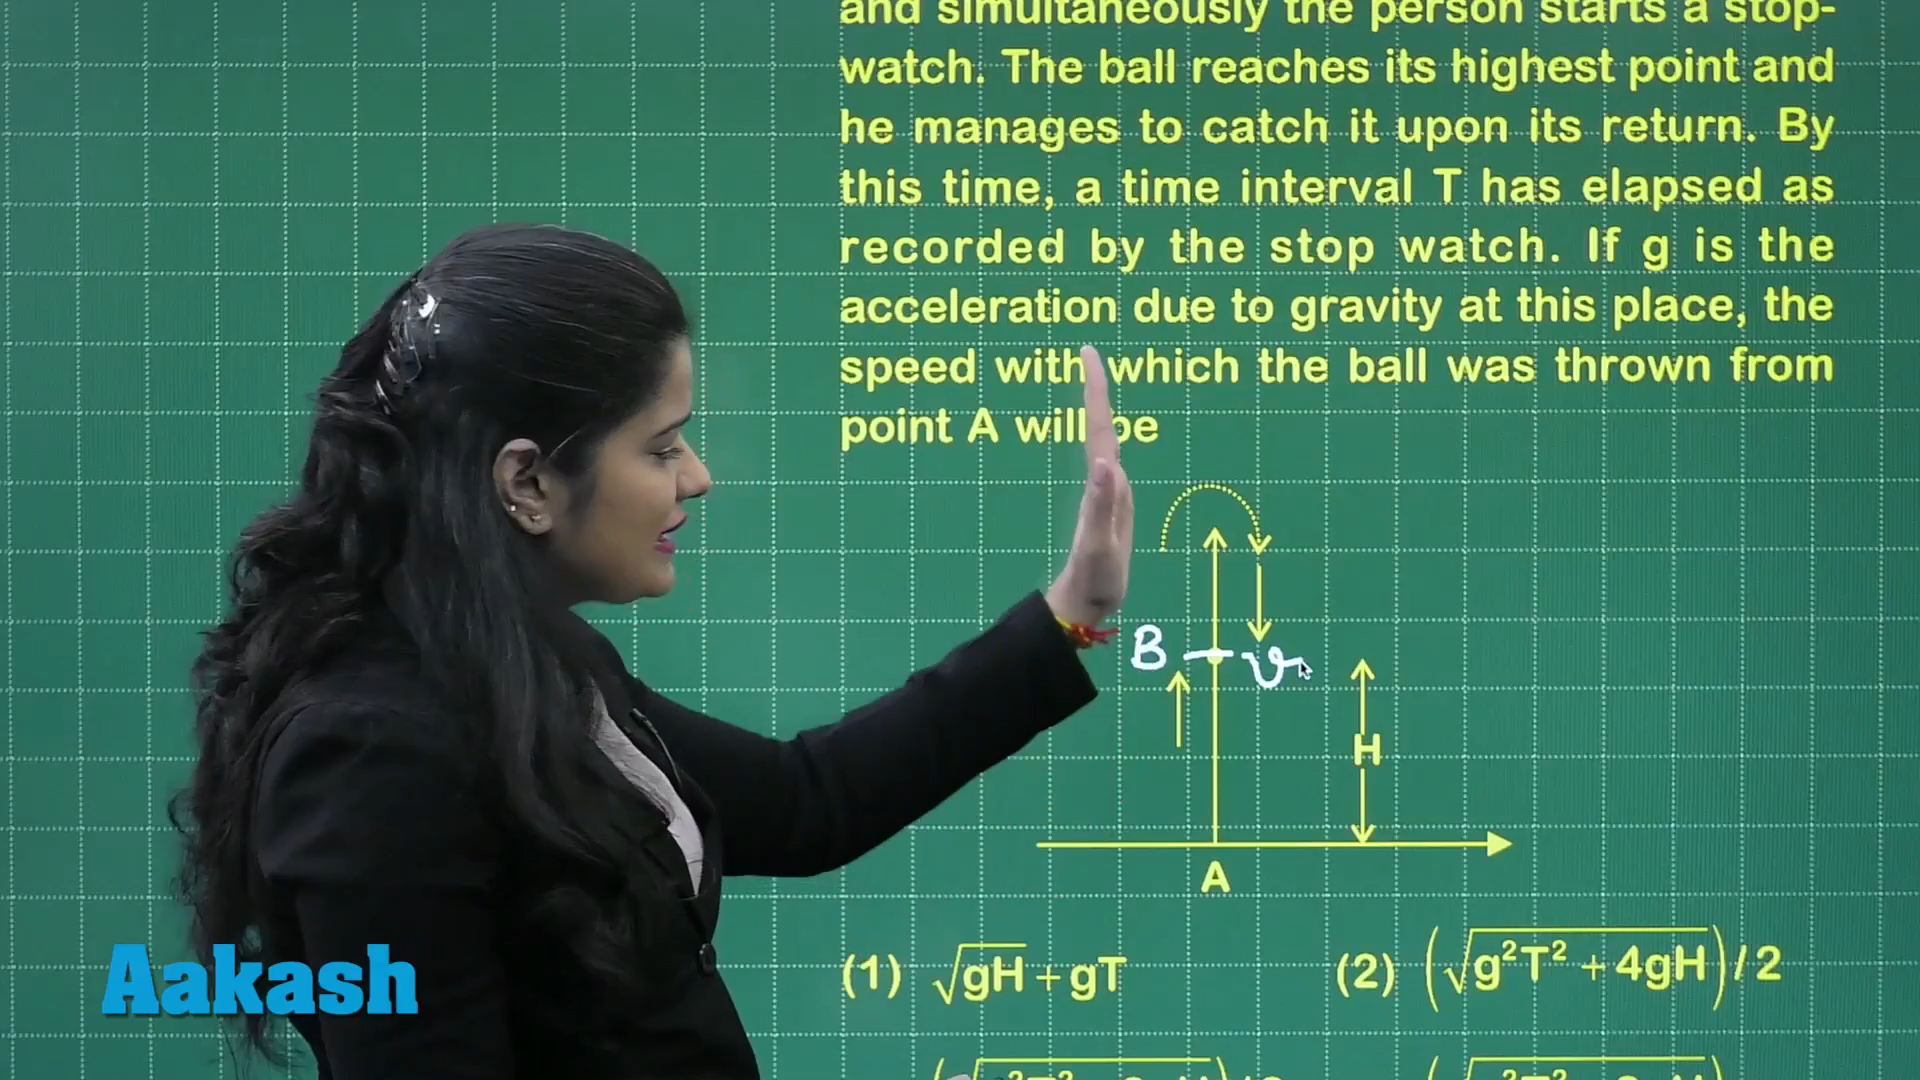 and simultaneously the person starts a stop-
watch. The ball reaches its highest point and
he manages to catch it upon its return. By
this time, a time interval T has elapsed as
recorded by the stop watch. If g is the
acceleration due to gravity at this place, the
speed with which the ball was thrown from
point A will be
B v
H
A
(1) √gH + gT (2) (√g²T² + 4gH)/2
Aakash